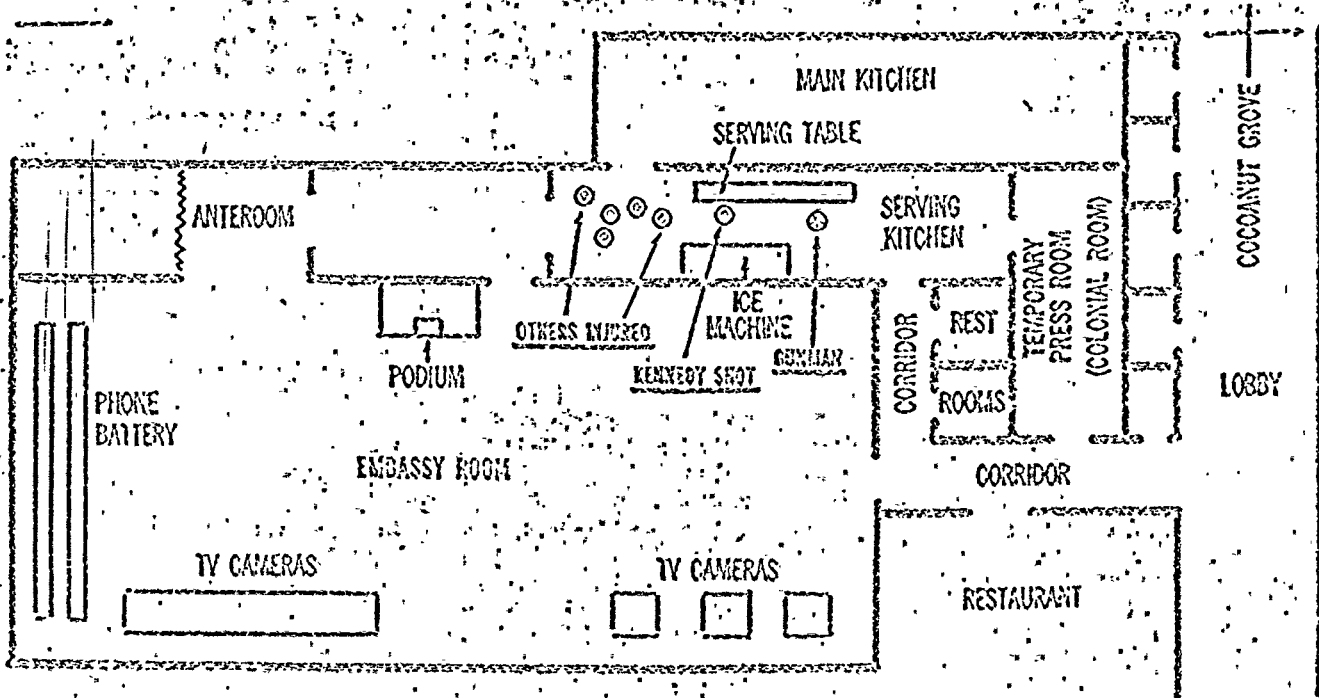 MAIN KITCHEN
SERVING TABLE
COCOANUT GROVE
ANTEROOM
SERVING
KITCHEN
TEMPORARY
PRESS ROOM
(COLONIAL ROOM)
ICE
MACHINE
OTHERS INJURED
KENNEDY SHOT
GUNMAN
PODIUM
CORRIDOR
REST
ROOMS
LOBBY
PHONE
BATTERY
EMBASSY ROOM
CORRIDOR
TV CAMERAS
TV CAMERAS
RESTAURANT